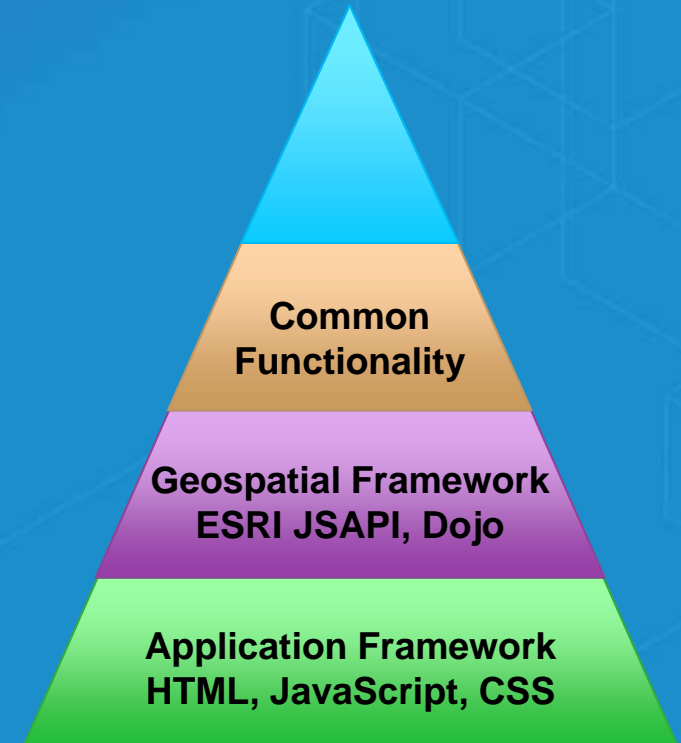 Common
Functionality
Geospatial Framework
ESRI JSAPI, Dojo
Application Framework
HTML, JavaScript, CSS